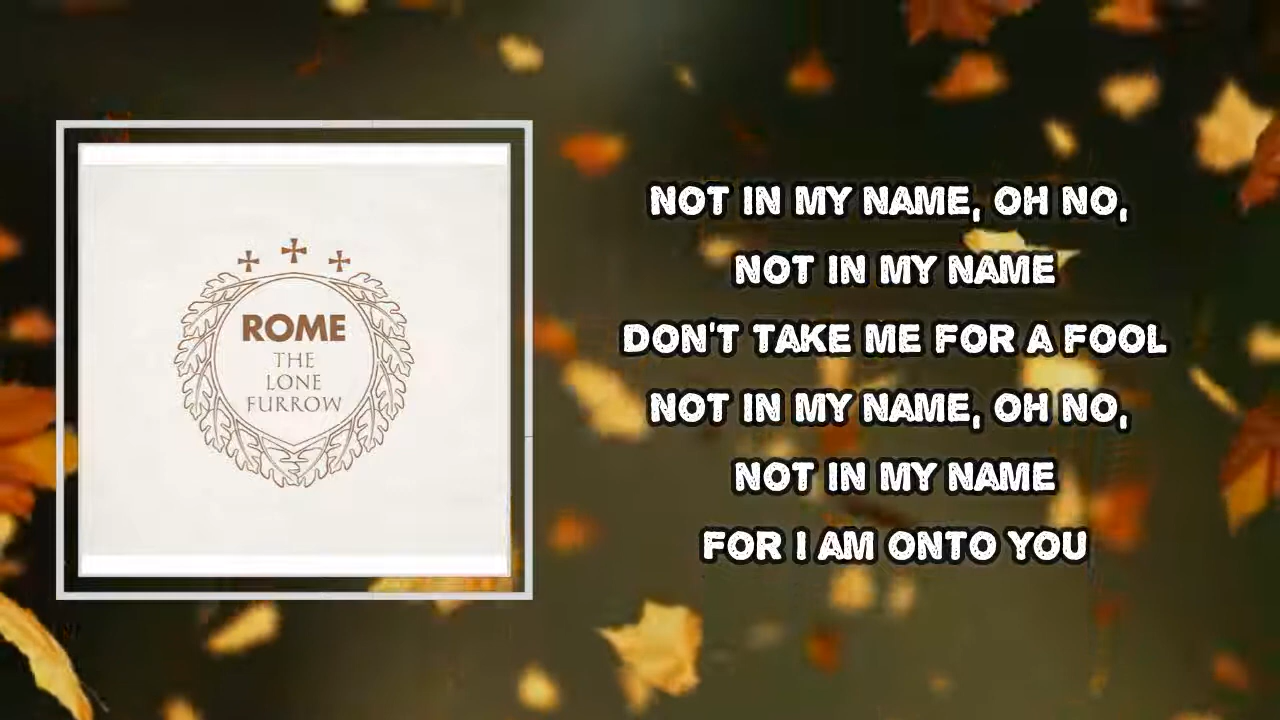 ROME
THE
LONE
FURROW
NOT IN MY NAME, OH NO,
NOT IN MY NAME
DON'T TAKE ME FOR A FOOL
NOT IN MY NAME, OH NO,
NOT IN MY NAME
FOR I AM ONTO YOU